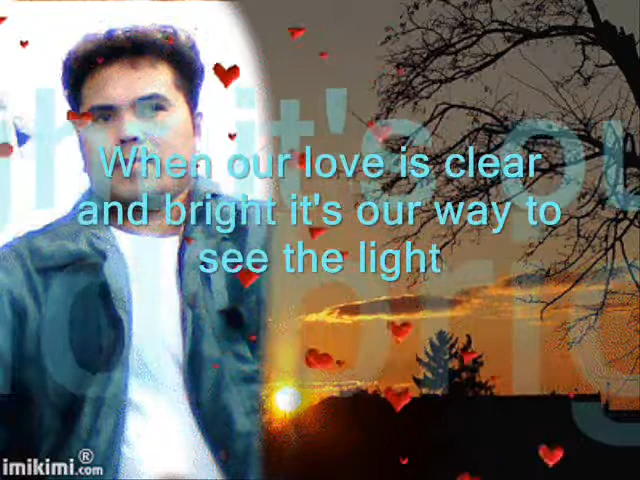 When our love is clear
and bright it's our way to
see the light
imikimi.com®